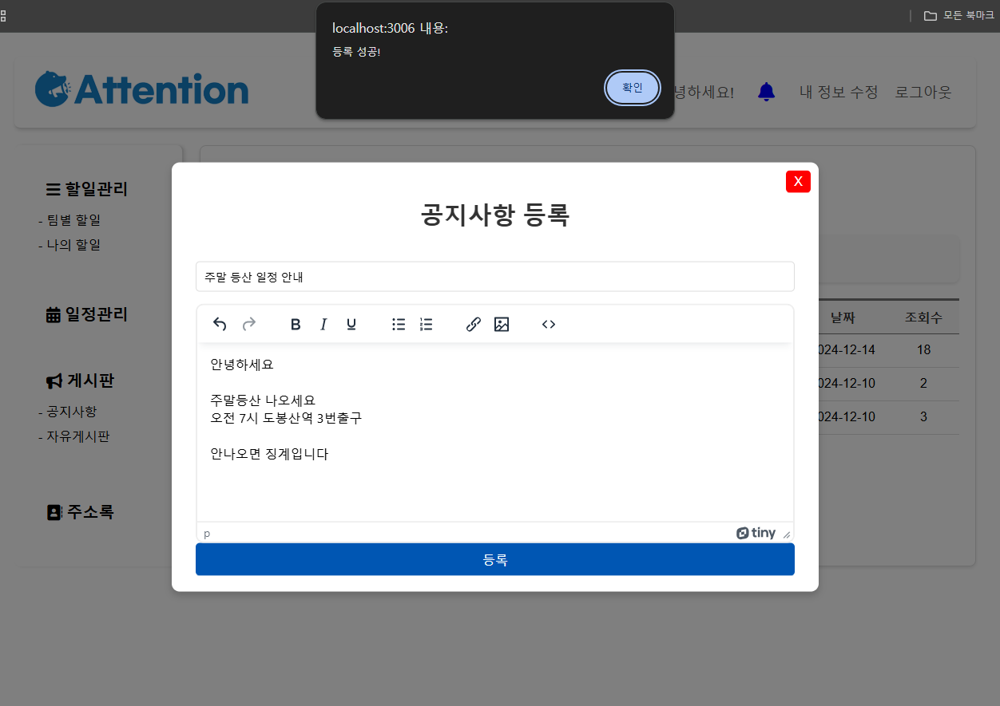 모든 북마크
localhost:3006 내용:
등록 성공!
확인
Attention
녕하세요!
내 정보 수정
로그아웃
할일관리
- 팀별 할일
- 나의 할일
일정관리
게시판
- 공지사항
- 자유게시판
주소록
X
공지사항 등록
주말 등산 일정 안내
B I U
안녕하세요
주말등산 나오세요
오전 7시 도봉산역 3번출구
안나오면 징계입니다
p
tiny
등록
날짜 조회수
024-12-14 18
024-12-10 2
024-12-10 3